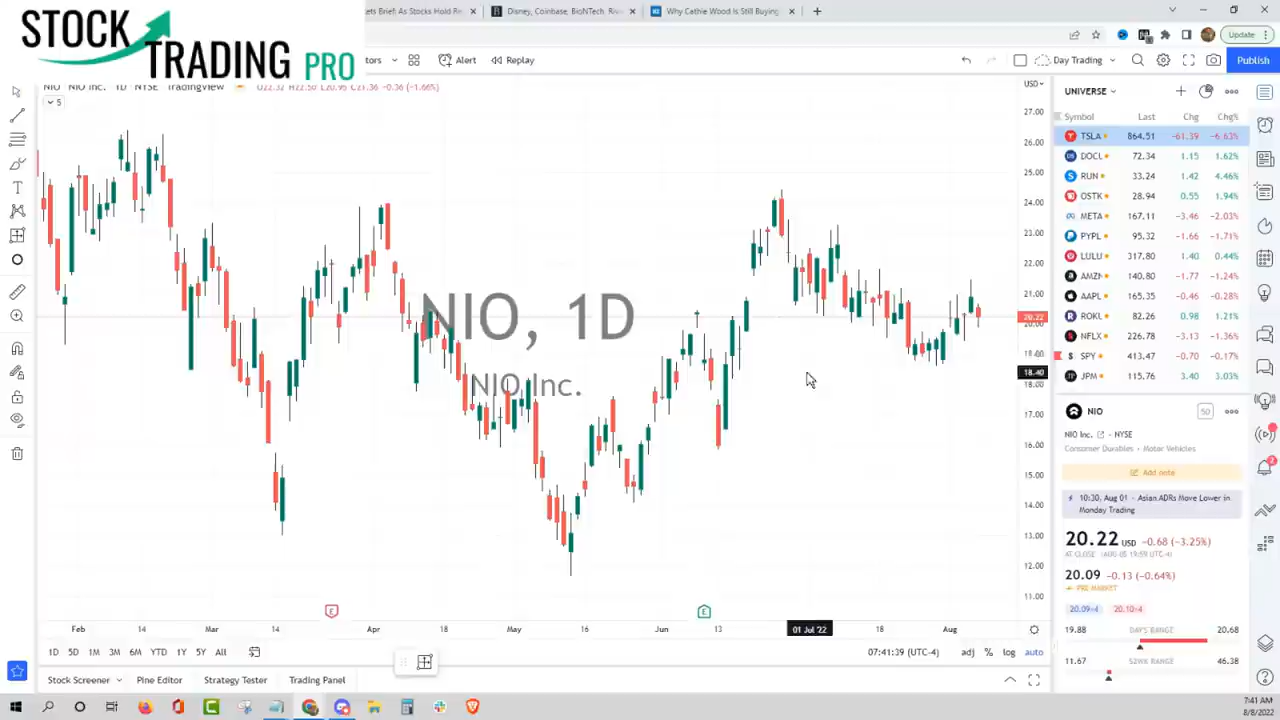 STOCK
TRADING PRO
Disney, Coinbase, BioNTech, Rivi
Why Cathie Wood Is Still Buying
Update
Alert
Replay
Day Trading
Publish
NIO, 1D
NIO Inc.
USD
27.00
26.00
25.00
24.00
23.00
22.00
21.00
20.22
20.00
18.40
18.00
17.00
16.00
15.00
14.00
13.00
12.00
11.00
E
E
Feb 14 Mar 14 Apr 18 May 16 Jun 13 01 Jul '22 18 Aug
1D 5D 1M 3M 6M YTD 1Y 5Y All
07:41:39 (UTC-4) adj % log auto
Stock Screener Pine Editor Strategy Tester Trading Panel
UNIVERSE
Symbol Last Chg Chg%
TSLA 864.51 -61.39 -6.63%
DOCU 72.34 1.15 1.62%
RUN 33.24 1.42 4.46%
OSTK 28.94 0.55 1.94%
META 167.11 -3.46 -2.03%
PYPL 95.32 -1.66 -1.71%
LULU 317.80 1.40 0.44%
AMZN 140.80 -1.77 -1.24%
AAPL 165.35 -0.46 -0.28%
ROKU 82.26 0.98 1.21%
NFLX 226.78 -3.13 -1.36%
SPY 413.47 -0.70 -0.17%
JPM 115.76 3.40 3.03%
NIO
50
NIO Inc. - NYSE
Consumer Durables • Motor Vehicles
Add note
10:30, Aug 01 - Asian ADRs Move Lower in
Monday Trading
20.22 USD -0.68 (-3.25%)
20.09 -0.13 (-0.64%)
PRE MARKET
20.09×4 20.10×4
19.88 DAY'S RANGE 20.68
11.67 52WK RANGE 46.38
7:41 AM
8/8/2022